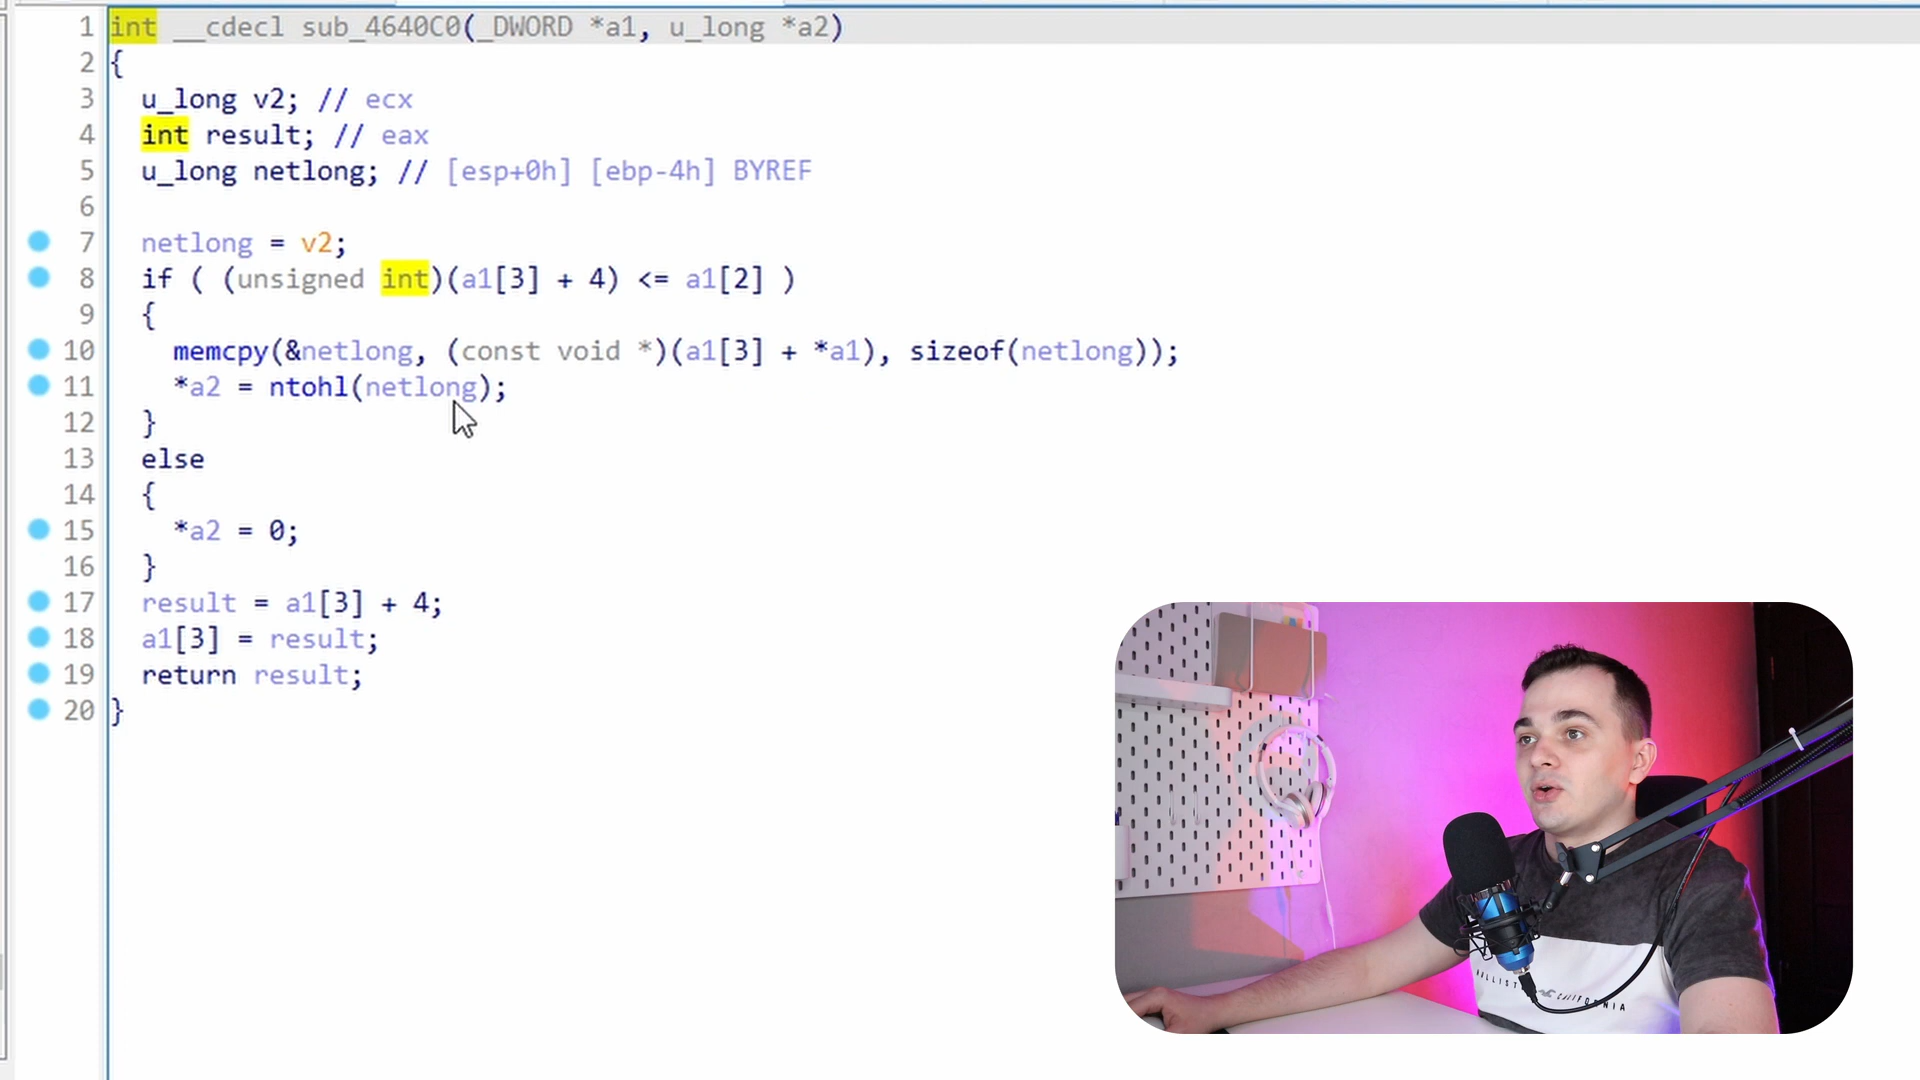 1 int __cdecl sub_4640C0(_DWORD *a1, u_long *a2)
2 {
3 u_long v2; // ecx
4 int result; // eax
5 u_long netlong; // [esp+0h] [ebp-4h] BYREF
6
7 netlong = v2;
8 if ( (unsigned int)(a1[3] + 4) <= a1[2] )
9 {
10 memcpy(&netlong, (const void *)(a1[3] + *a1), sizeof(netlong));
11 *a2 = ntohl(netlong);
12 }
13 else
14 {
15 *a2 = 0;
16 }
17 result = a1[3] + 4;
18 a1[3] = result;
19 return result;
20 }